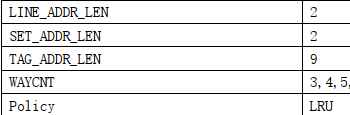 LINE_ADDR_LEN 2
SET_ADDR_LEN 2
TAG_ADDR_LEN 9
WAYCNT 3,4,5,
Policy LRU